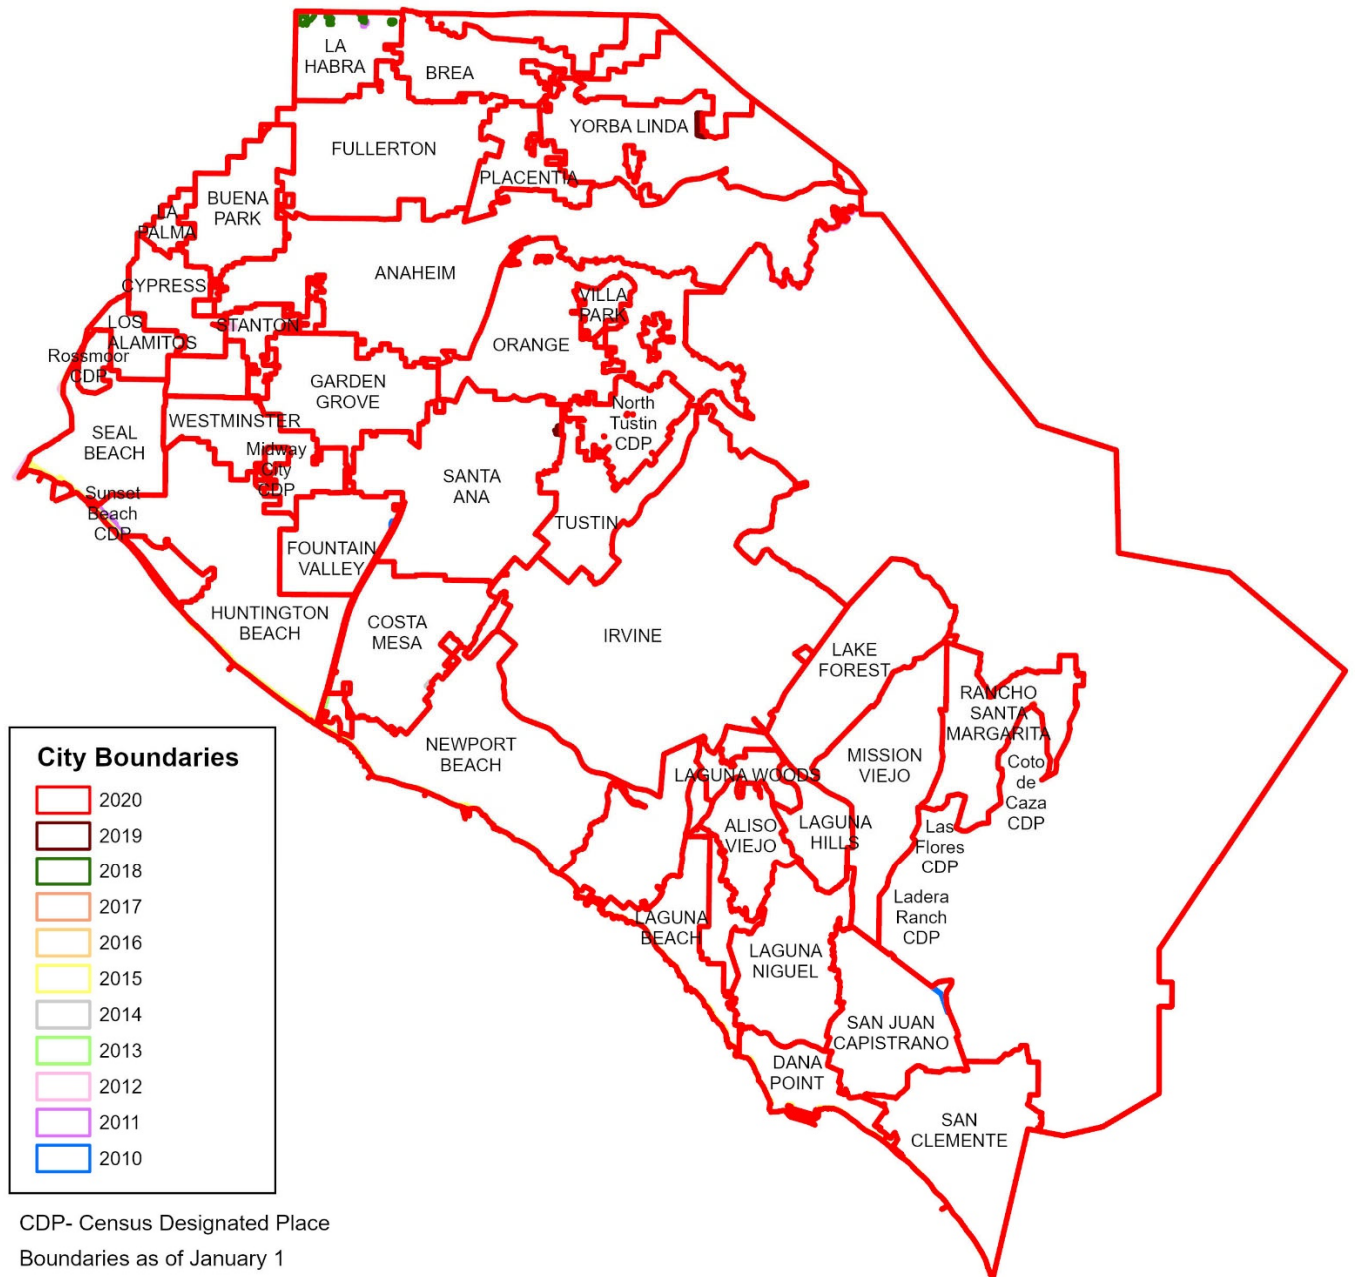 LA
HABRA
BREA
YORBA LINDA
FULLERTON
PLACENTIA
BUENA
PARK
LA
PALMA
ANAHEIM
CYPRESS
VILLA
PARK
LOS
ALAMITOS
STANTON
ORANGE
Rossmoor
CDP
GARDEN
GROVE
North
Tustin
CDP
WESTMINSTER
SEAL
BEACH
Midway
City
CDP
SANTA
ANA
Sunset
Beach
CDP
TUSTIN
FOUNTAIN
VALLEY
HUNTINGTON
BEACH
COSTA
MESA
IRVINE
LAKE
FOREST
RANCHO
SANTA
MARGARITA
NEWPORT
BEACH
MISSION
VIEJO
LAGUNA WOODS
Coto
de
Caza
CDP
ALISO
VIEJO
LAGUNA
HILLS
Las
Flores
CDP
Ladera
Ranch
CDP
LAGUNA
BEACH
LAGUNA
NIGUEL
SAN JUAN
CAPISTRANO
DANA
POINT
SAN
CLEMENTE
City Boundaries
2020
2019
2018
2017
2016
2015
2014
2013
2012
2011
2010
CDP- Census Designated Place
Boundaries as of January 1